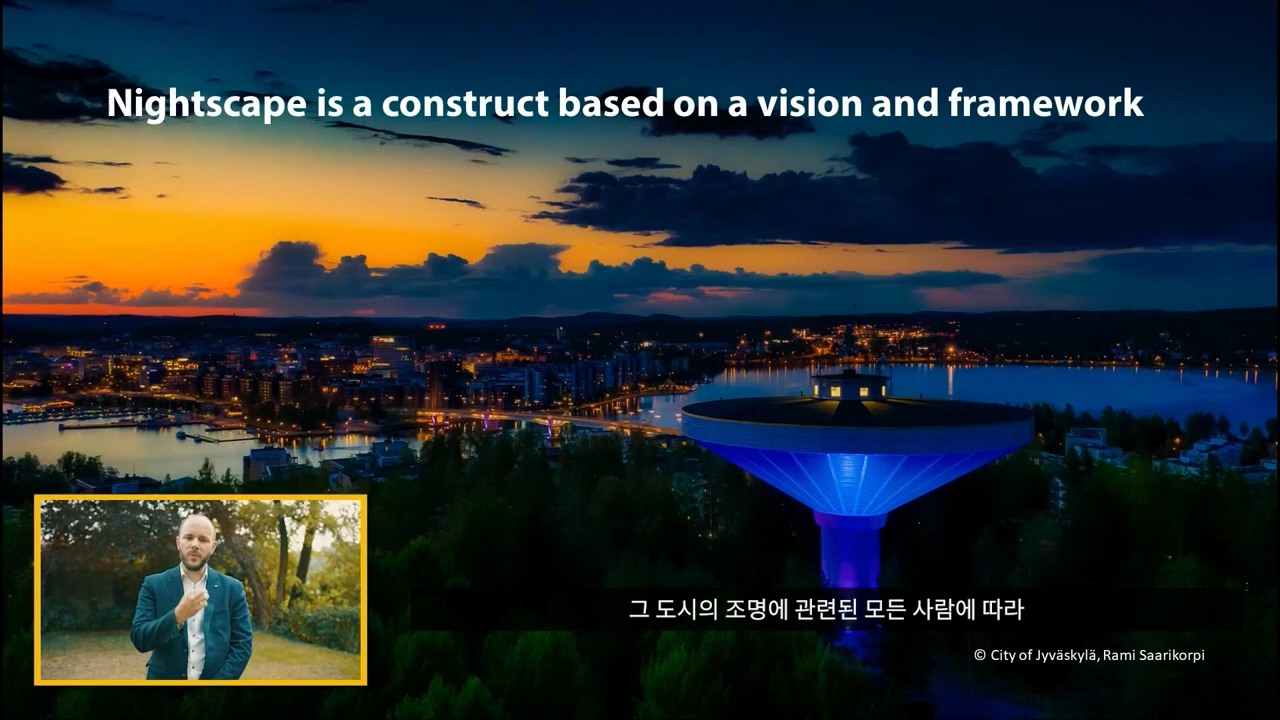 Nightscape is a construct based on a vision and framework
그 도시의 조명에 관련된 모든 사람에 따라
© City of Jyväskylä, Rami Saarikorpi